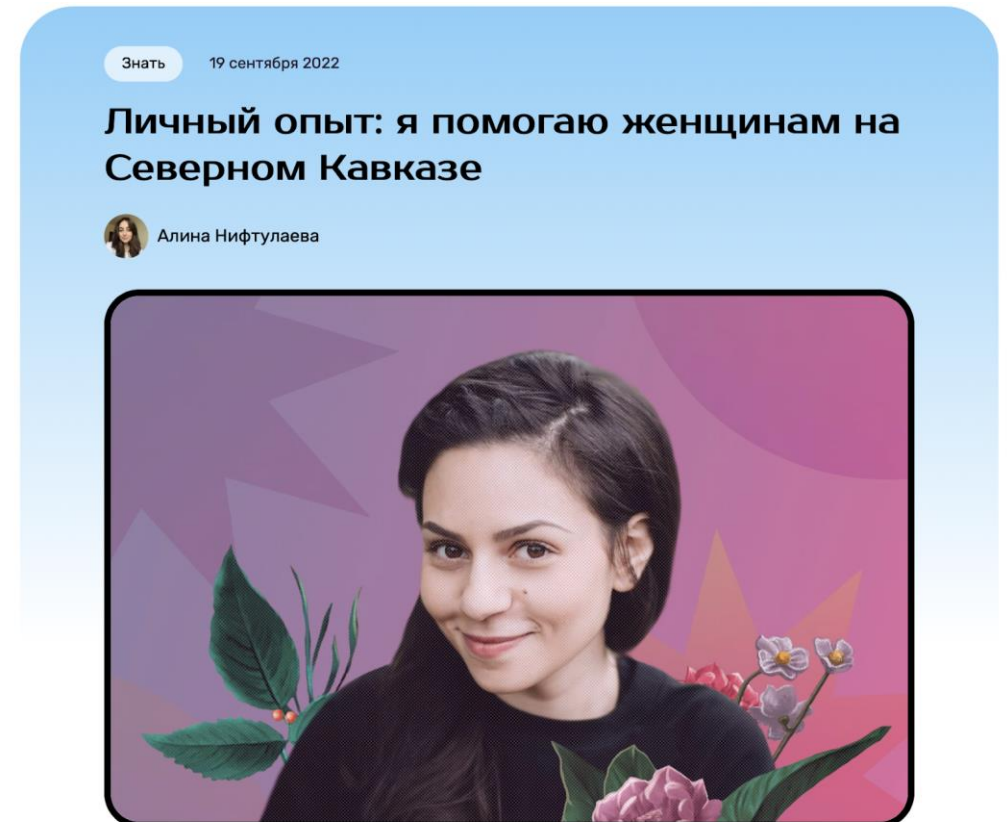 Знать
19 сентября 2022
Личный опыт: я помогаю женщинам на
Северном Кавказе
Алина Нифтулаева